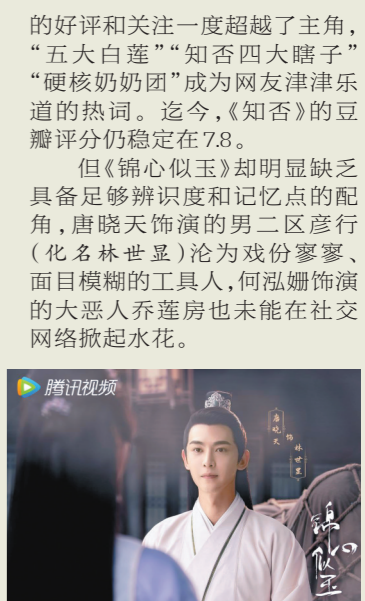 的好评和关注一度超越了主角，
“五大白莲”“知否四大瞎子”
“硬核奶奶团”成为网友津津乐
道的热词。迄今，《知否》的豆
瓣评分仍稳定在7.8。
但《锦心似玉》却明显缺乏
具备足够辨识度和记忆点的配
角，唐晓天饰演的男二区彦行
（化名林世显）沦为戏份寥寥、
面目模糊的工具人，何泓姗饰演
的大恶人乔莲房也未能在社交
网络掀起水花。
腾讯视频
唐晓天
饰
林世显
锦心似玉